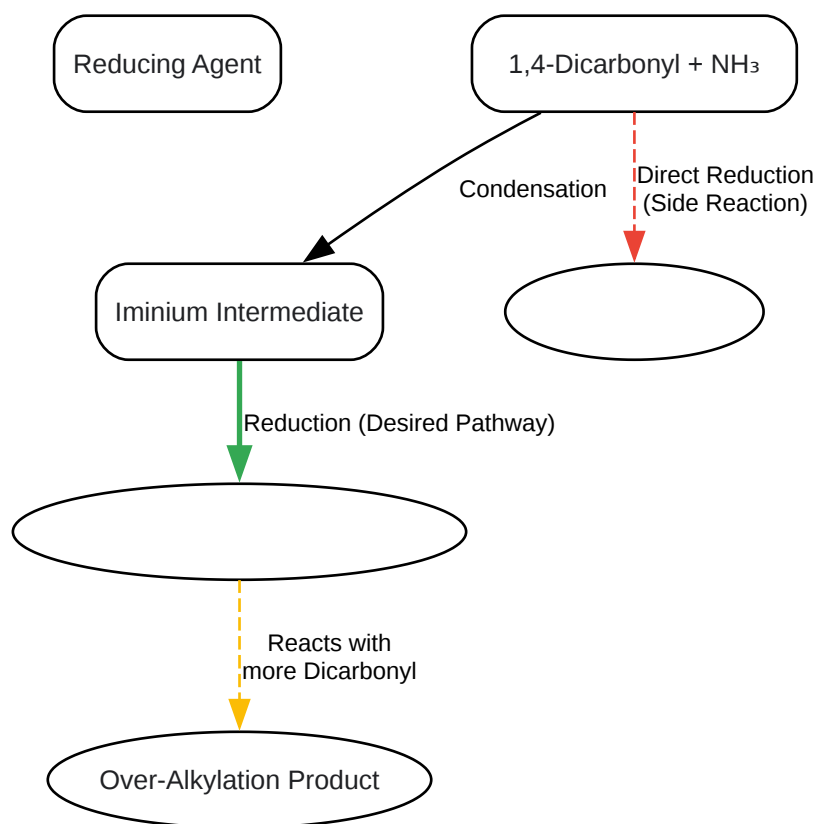 Reducing Agent
1,4-Dicarbonyl + NH₃
Condensation
Direct Reduction
(Side Reaction)
Iminium Intermediate
Reduction (Desired Pathway)
Reacts with
more Dicarbonyl
Over-Alkylation Product